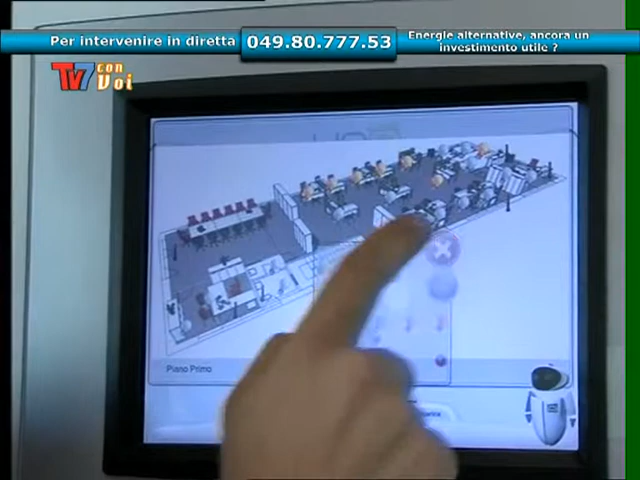 Per intervenire in diretta
049.80.777.53
Energie alternative, ancora un
investimento utile ?
TV7 con
Voi
Piano Primo